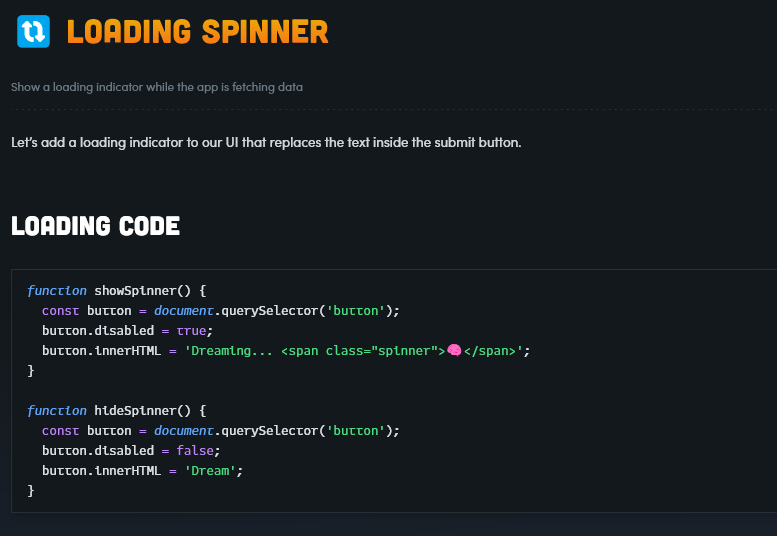 LOADING SPINNER
Show a loading indicator while the app is fetching data
Let's add a loading indicator to our UI that replaces the text inside the submit button.
LOADING CODE
function showSpinner() {
  const button = document.querySelector('button');
  button.disabled = true;
  button.innerHTML = 'Dreaming... <span class="spinner">🧠</span>';
}

function hideSpinner() {
  const button = document.querySelector('button');
  button.disabled = false;
  button.innerHTML = 'Dream';
}